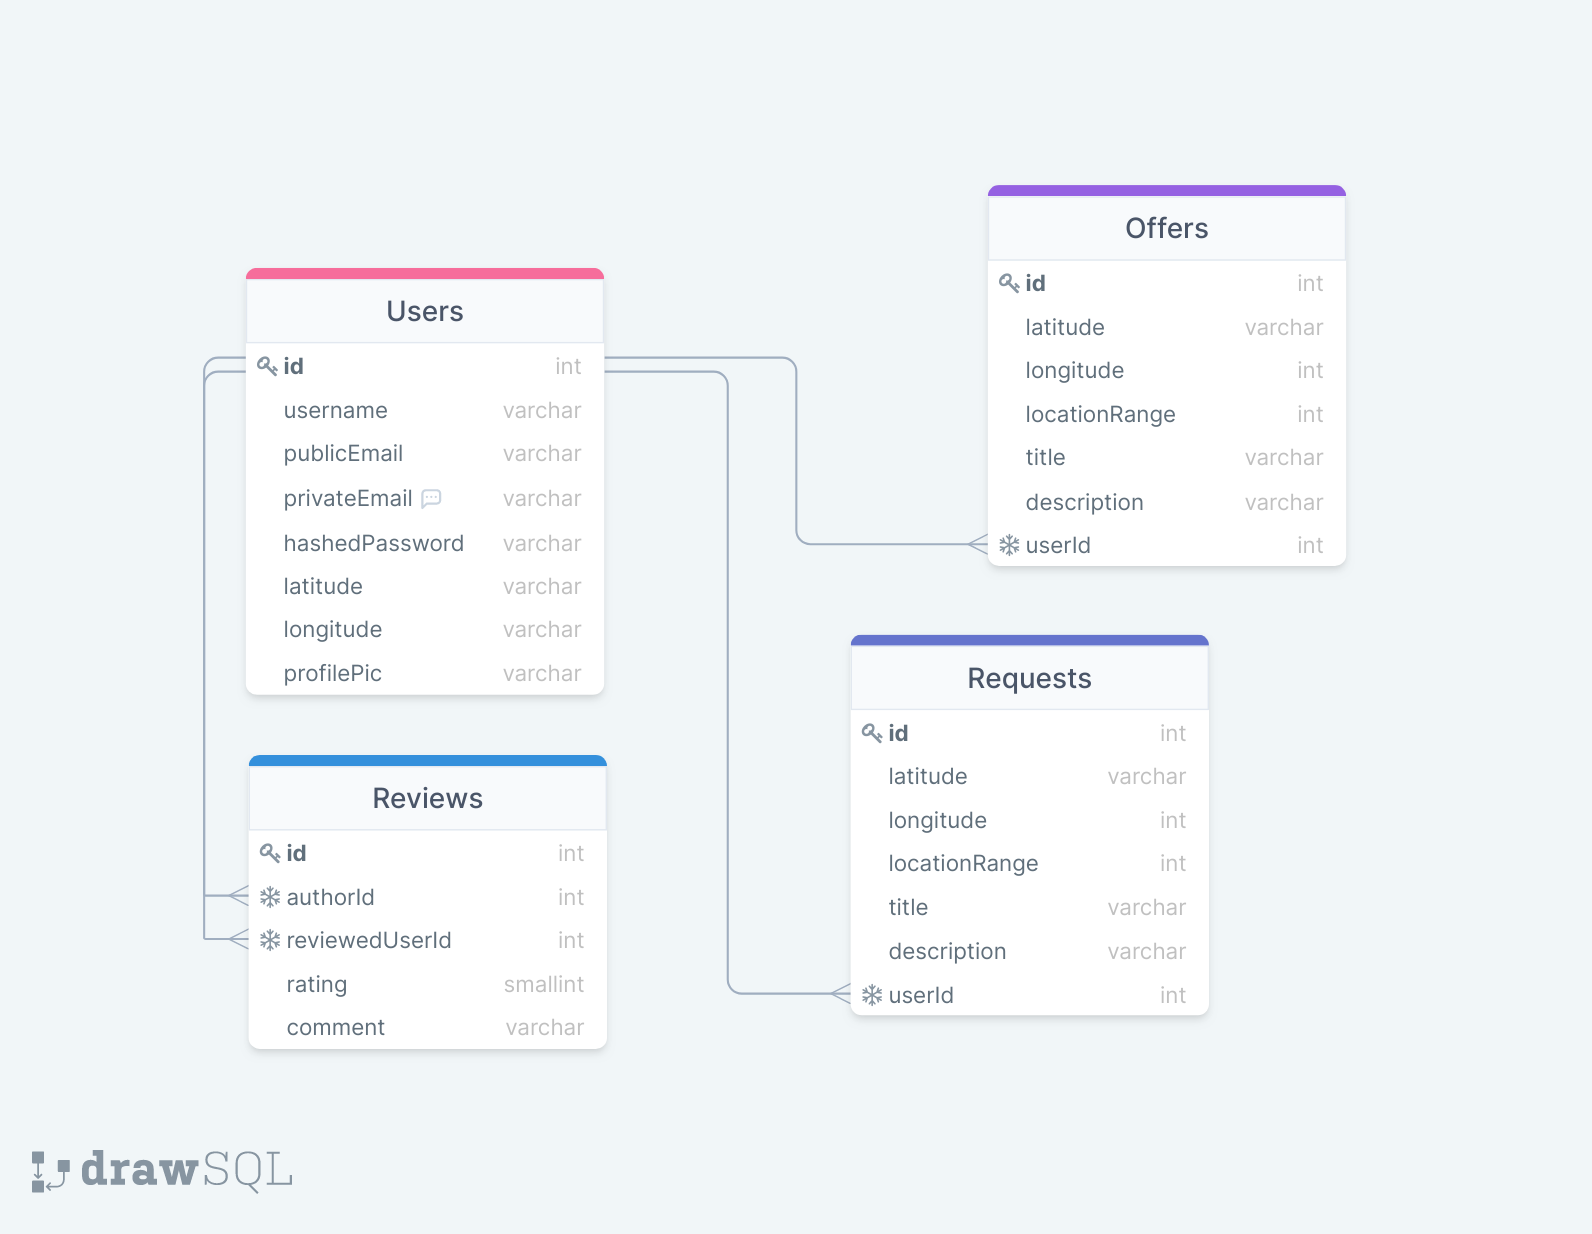 Users
id int
username varchar
publicEmail varchar
privateEmail varchar
hashedPassword varchar
latitude varchar
longitude varchar
profilePic varchar
Offers
id int
latitude varchar
longitude int
locationRange int
title varchar
description varchar
userId int
Reviews
id int
authorId int
reviewedUserId int
rating smallint
comment varchar
Requests
id int
latitude varchar
longitude int
locationRange int
title varchar
description varchar
userId int
drawSQL